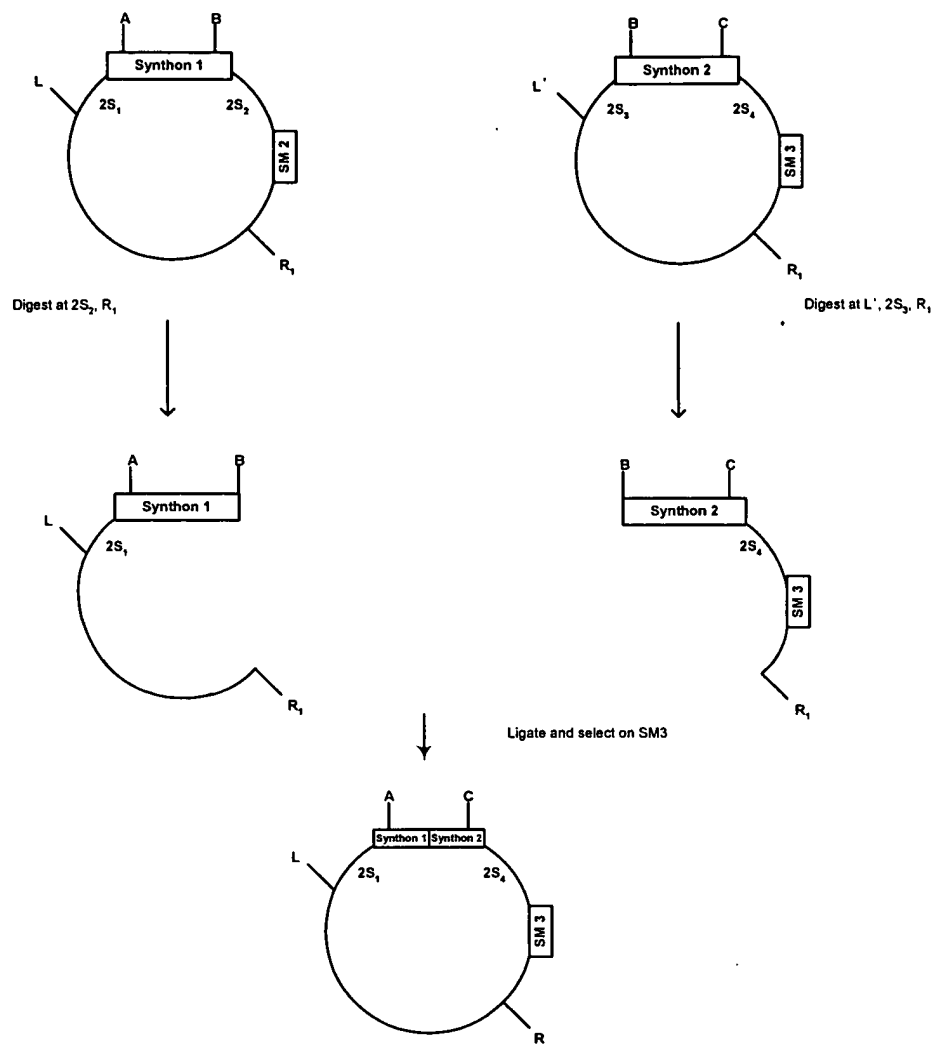 A B
B C
Synthon 1
Synthon 2
L
L'
2S₁ 2S₂
2S₃ 2S₄
SM 2
SM 3
R₁
R₁
Digest at 2S₂, R₁
Digest at L', 2S₃, R₁
A B
B C
Synthon 1
Synthon 2
L
2S₁
2S₄
SM 3
R₁
R₁
Ligate and select on SM3
A C
Synthon 1 Synthon 2
L
2S₁ 2S₄
SM 3
R